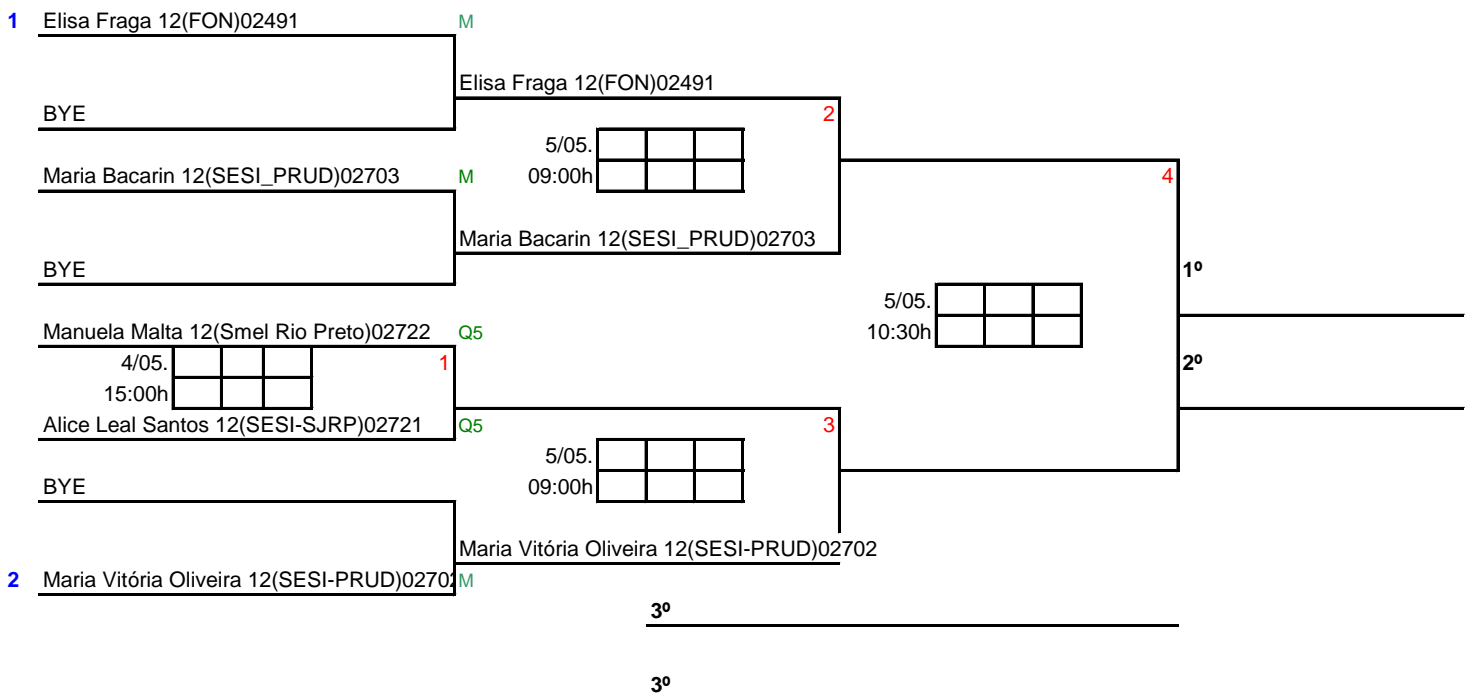 1 Elisa Fraga 12(FON)02491 M
Elisa Fraga 12(FON)02491
BYE 2
5/05.
Maria Bacarin 12(SESI_PRUD)02703 M 09:00h 4
Maria Bacarin 12(SESI_PRUD)02703
BYE 1º
5/05.
Manuela Malta 12(Smel Rio Preto)02722 Q5 10:30h
4/05. 1 2º
15:00h
Alice Leal Santos 12(SESI-SJRP)02721 Q5 3
5/05.
BYE 09:00h
Maria Vitória Oliveira 12(SESI-PRUD)02702
2 Maria Vitória Oliveira 12(SESI-PRUD)02702 M
3º
3º